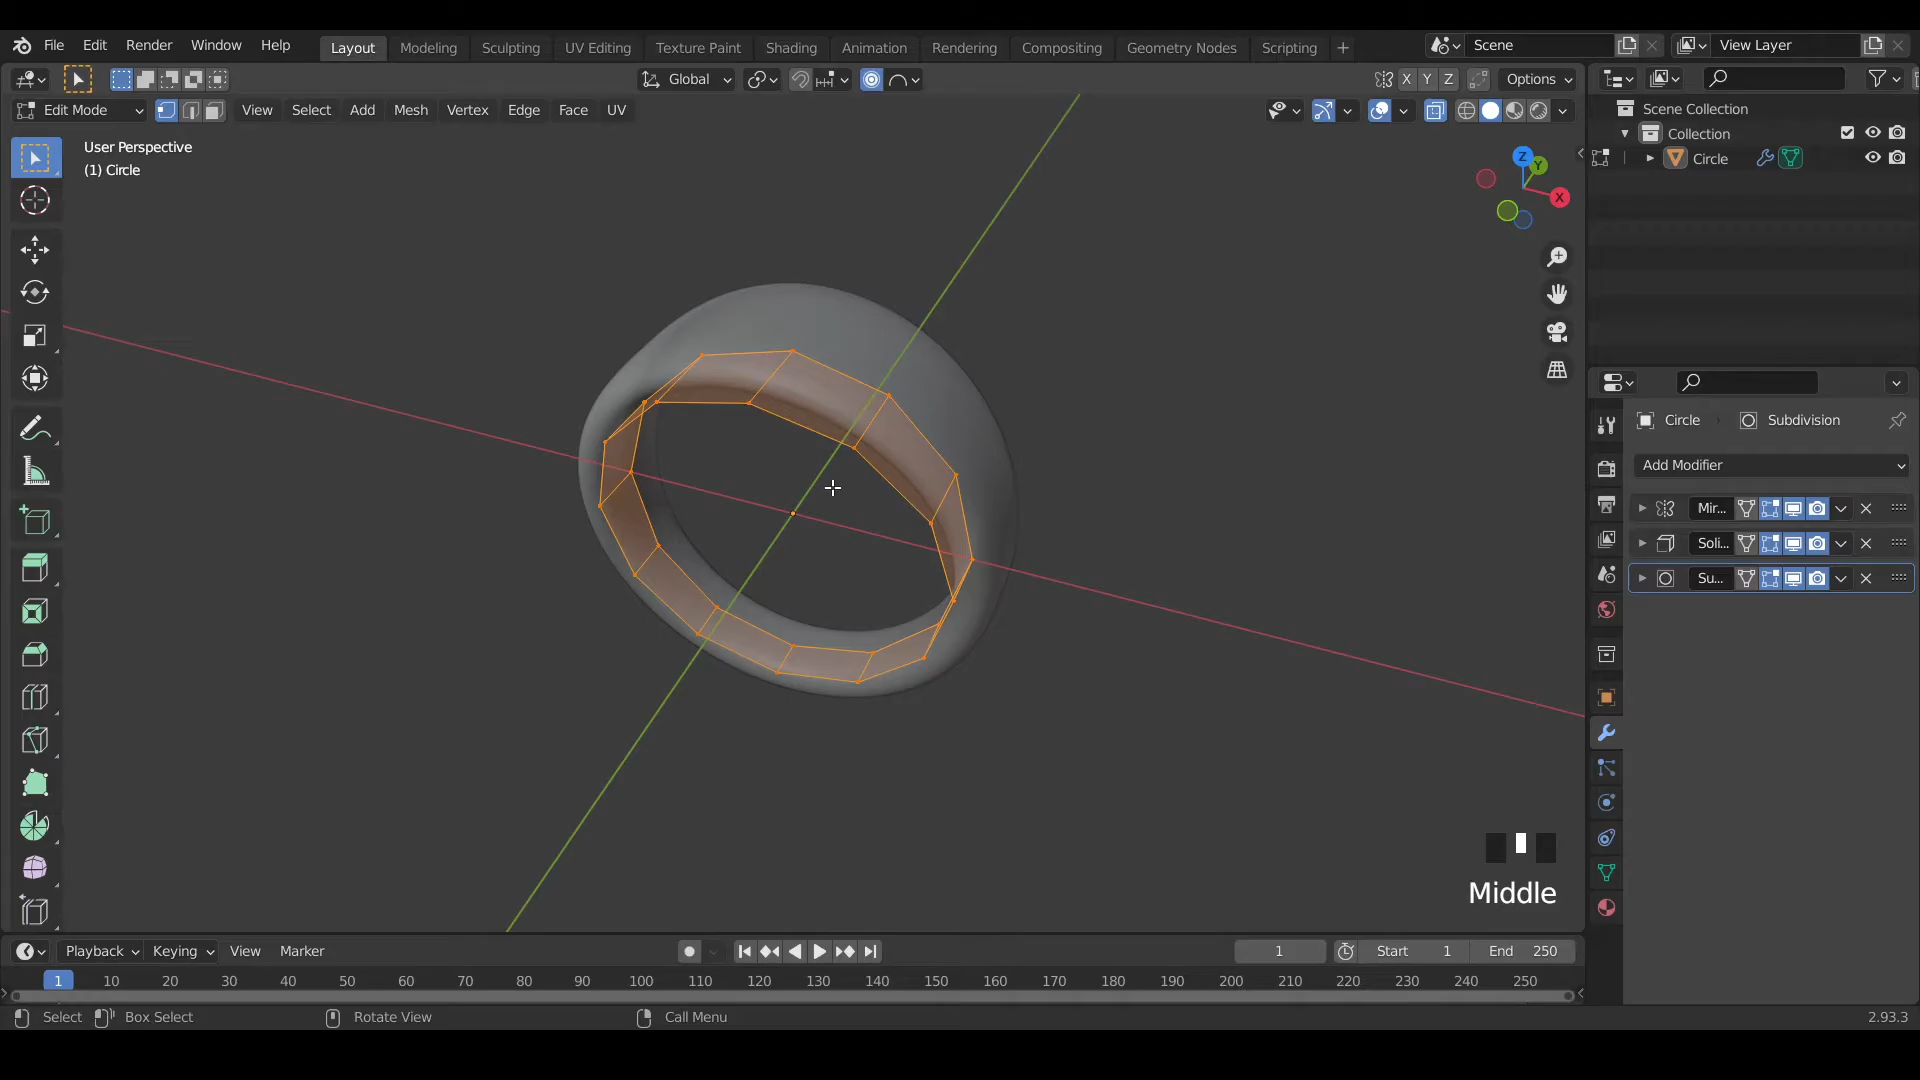 File Edit Render Window Help Layout Modeling Sculpting UV Editing Texture Paint Shading Animation Rendering Compositing Geometry Nodes Scripting + Scene View Layer
Global X Y Z Options
Edit Mode View Select Add Mesh Vertex Edge Face UV
Scene Collection
Collection
Circle
User Perspective
(1) Circle
Z
Y
X
Circle Subdivision
Add Modifier
Mir...
Soli...
Su...
Middle
Playback Keying View Marker 1 Start 1 End 250
1 10 20 30 40 50 60 70 80 90 100 110 120 130 140 150 160 170 180 190 200 210 220 230 240 250
Select Box Select Rotate View Call Menu 2.93.3